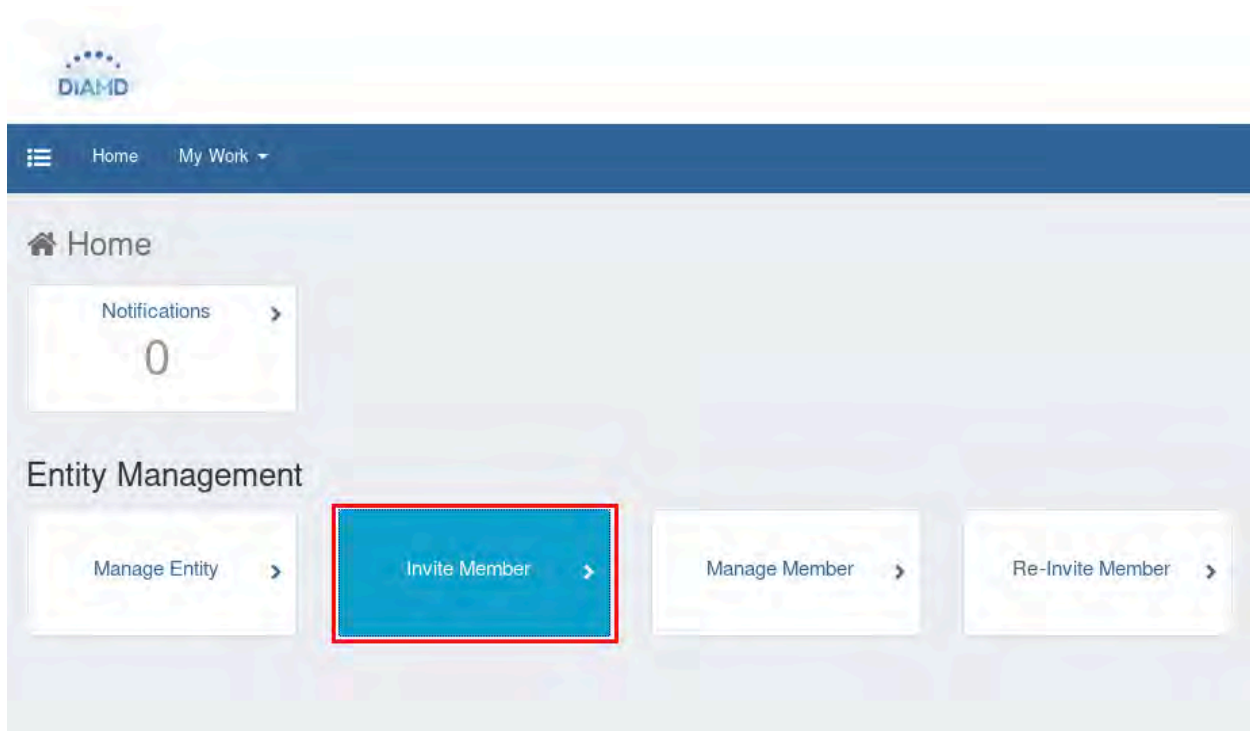 DIAMD
Home My Work
Home
Notifications
0
Entity Management
Manage Entity
Invite Member
Manage Member
Re-Invite Member